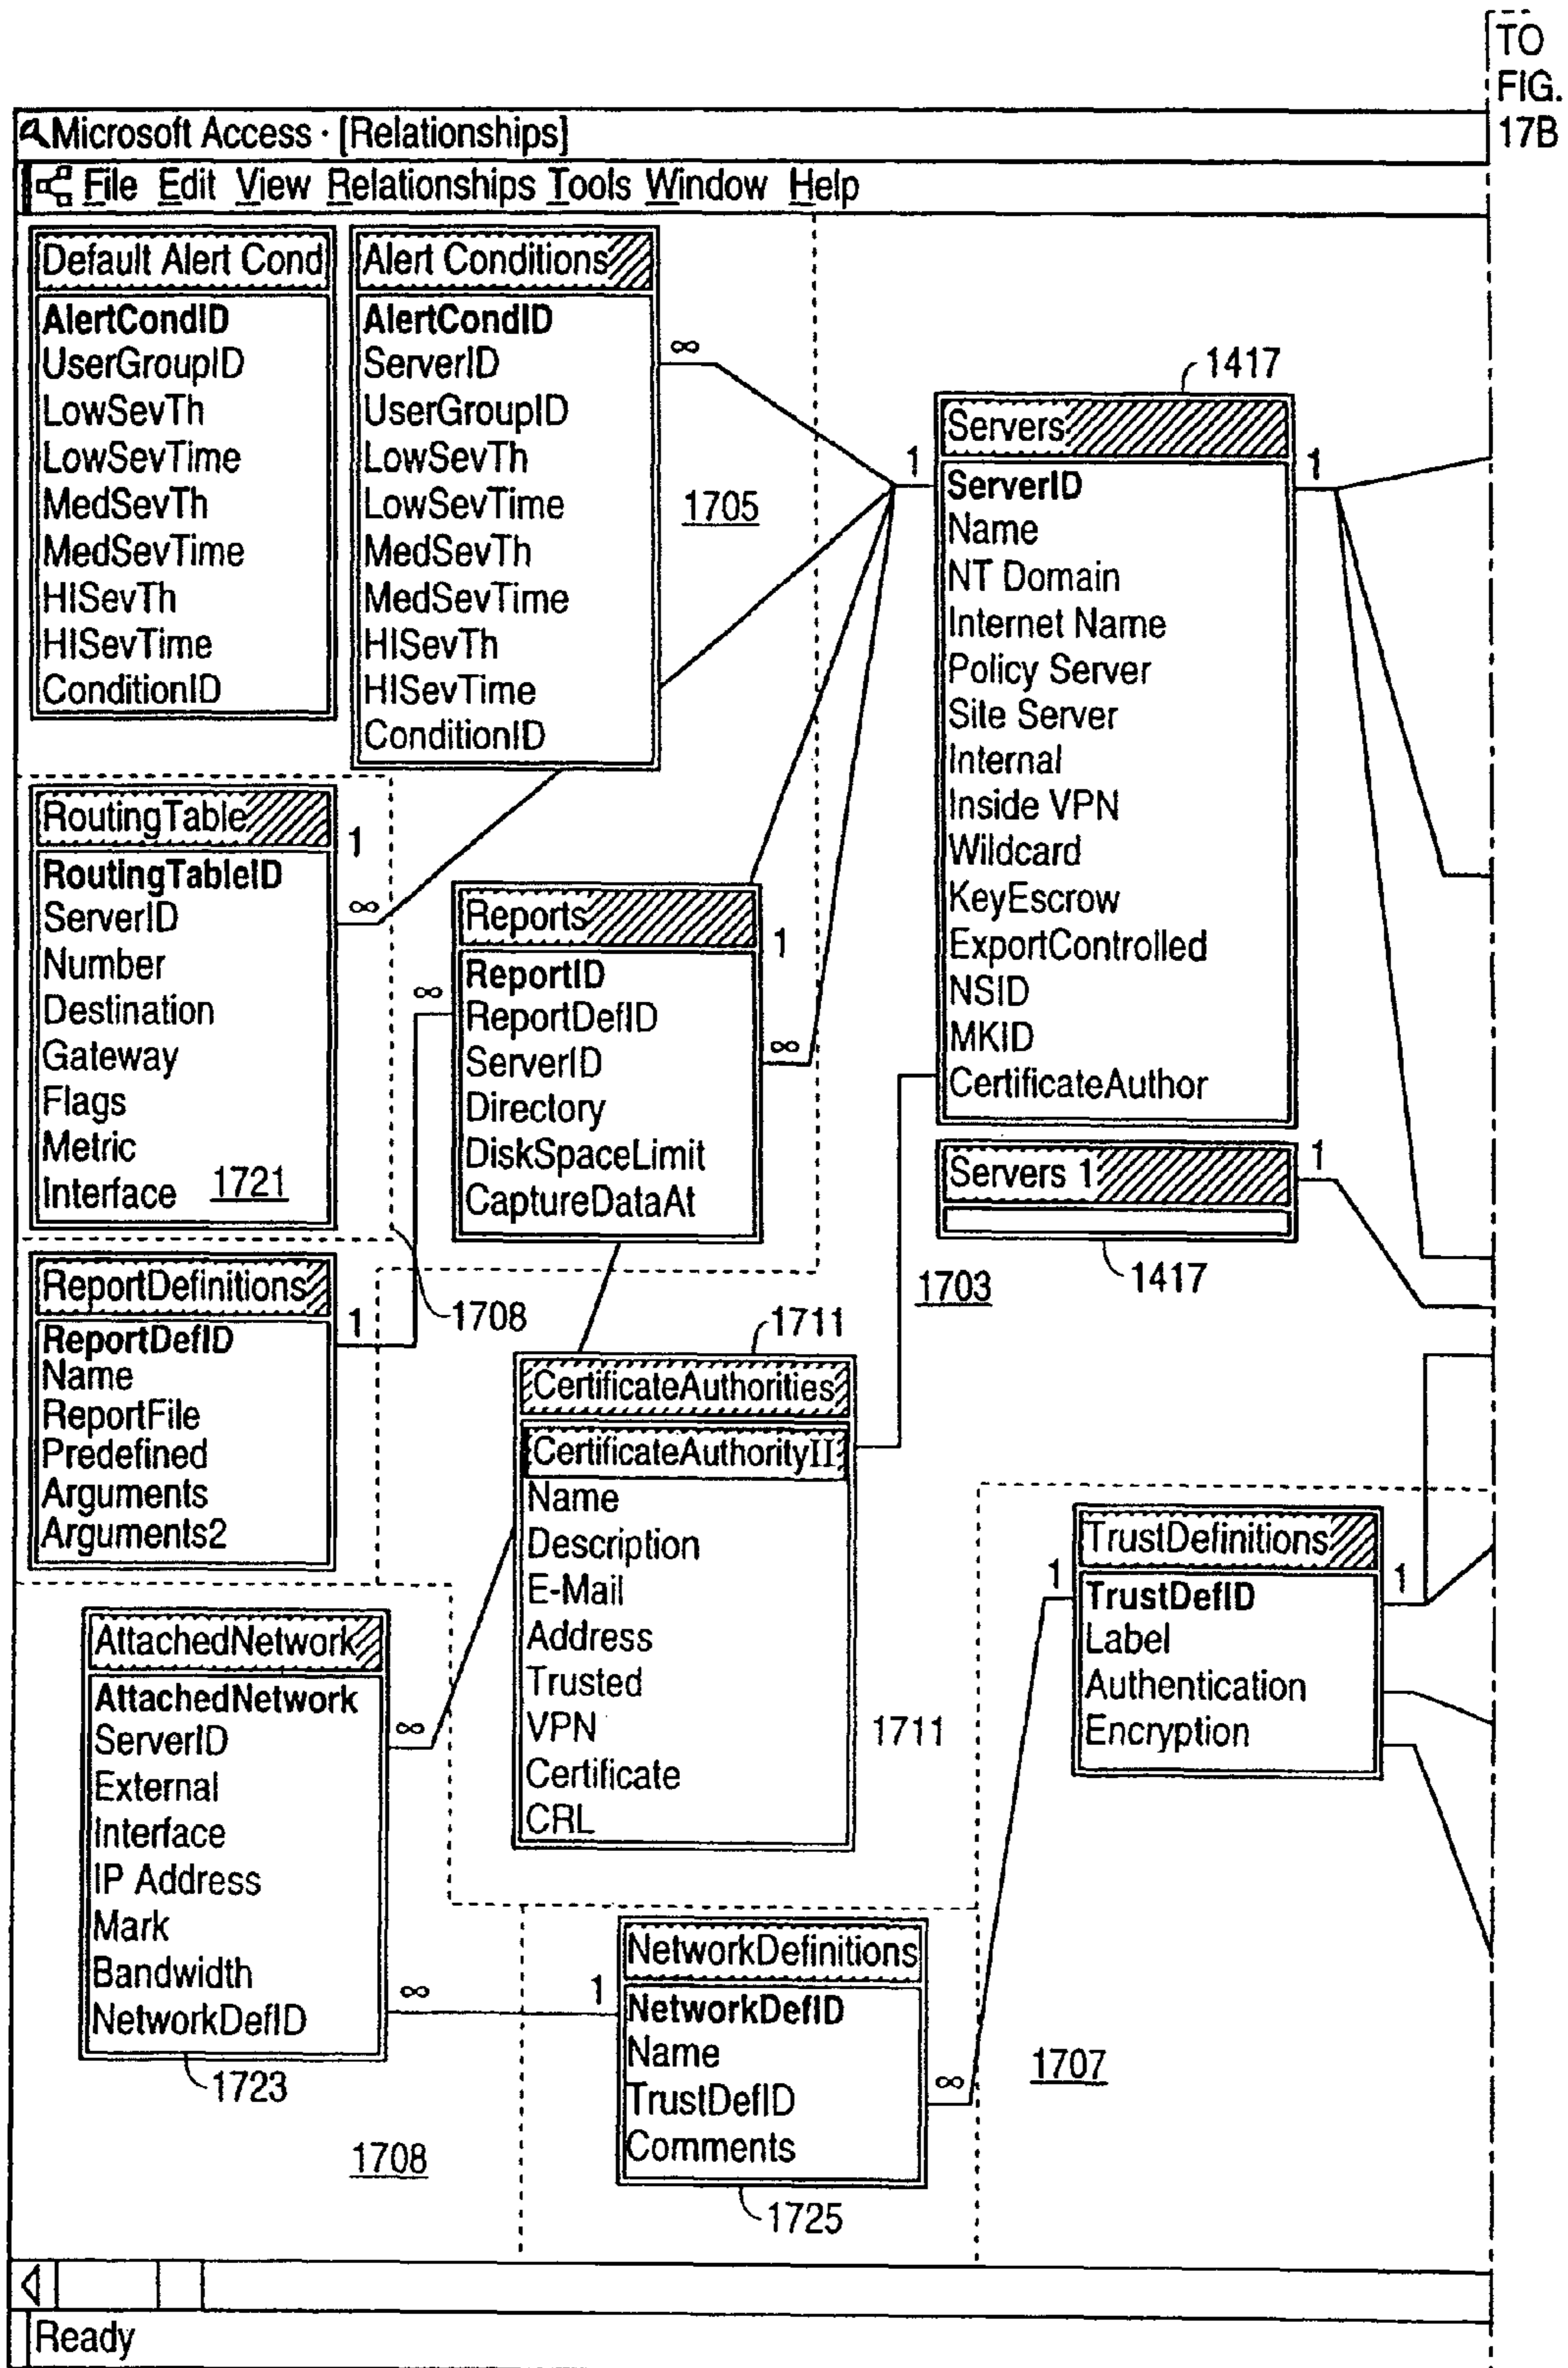 TO
FIG.
17B
Microsoft Access · [Relationships]
File Edit View Relationships Tools Window Help
Default Alert Cond
AlertCondID
UserGroupID
LowSevTh
LowSevTime
MedSevTh
MedSevTime
HISevTh
HISevTime
ConditionID
Alert Conditions
AlertCondID
ServerID
UserGroupID
LowSevTh
LowSevTime
MedSevTh
MedSevTime
HISevTh
HISevTime
ConditionID
∞
1705
1417
Servers
1
1
ServerID
Name
NT Domain
Internet Name
Policy Server
Site Server
Internal
Inside VPN
Wildcard
KeyEscrow
ExportControlled
NSID
MKID
CertificateAuthor
Servers 1
1
1417
1703
RoutingTable
1
RoutingTableID
ServerID
∞
Number
Destination
Gateway
Flags
Metric
Interface
1721
Reports
1
ReportID
∞
ReportDefID
ServerID
∞
Directory
DiskSpaceLimit
CaptureDataAt
1708
ReportDefinitions
1
ReportDefID
Name
ReportFile
Predefined
Arguments
Arguments2
1711
CertificateAuthorities
CertificateAuthorityII
Name
Description
E-Mail
Address
Trusted
VPN
Certificate
CRL
1711
TrustDefinitions
1
1
TrustDefID
Label
Authentication
Encryption
AttachedNetwork
AttachedNetwork
ServerID
∞
External
Interface
IP Address
Mark
Bandwidth
NetworkDefID
∞
1723
1708
NetworkDefinitions
1
NetworkDefID
Name
TrustDefID
∞
Comments
1725
1707
Ready